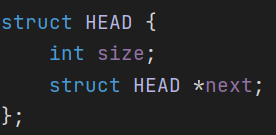 struct HEAD {
    int size;
    struct HEAD *next;
};